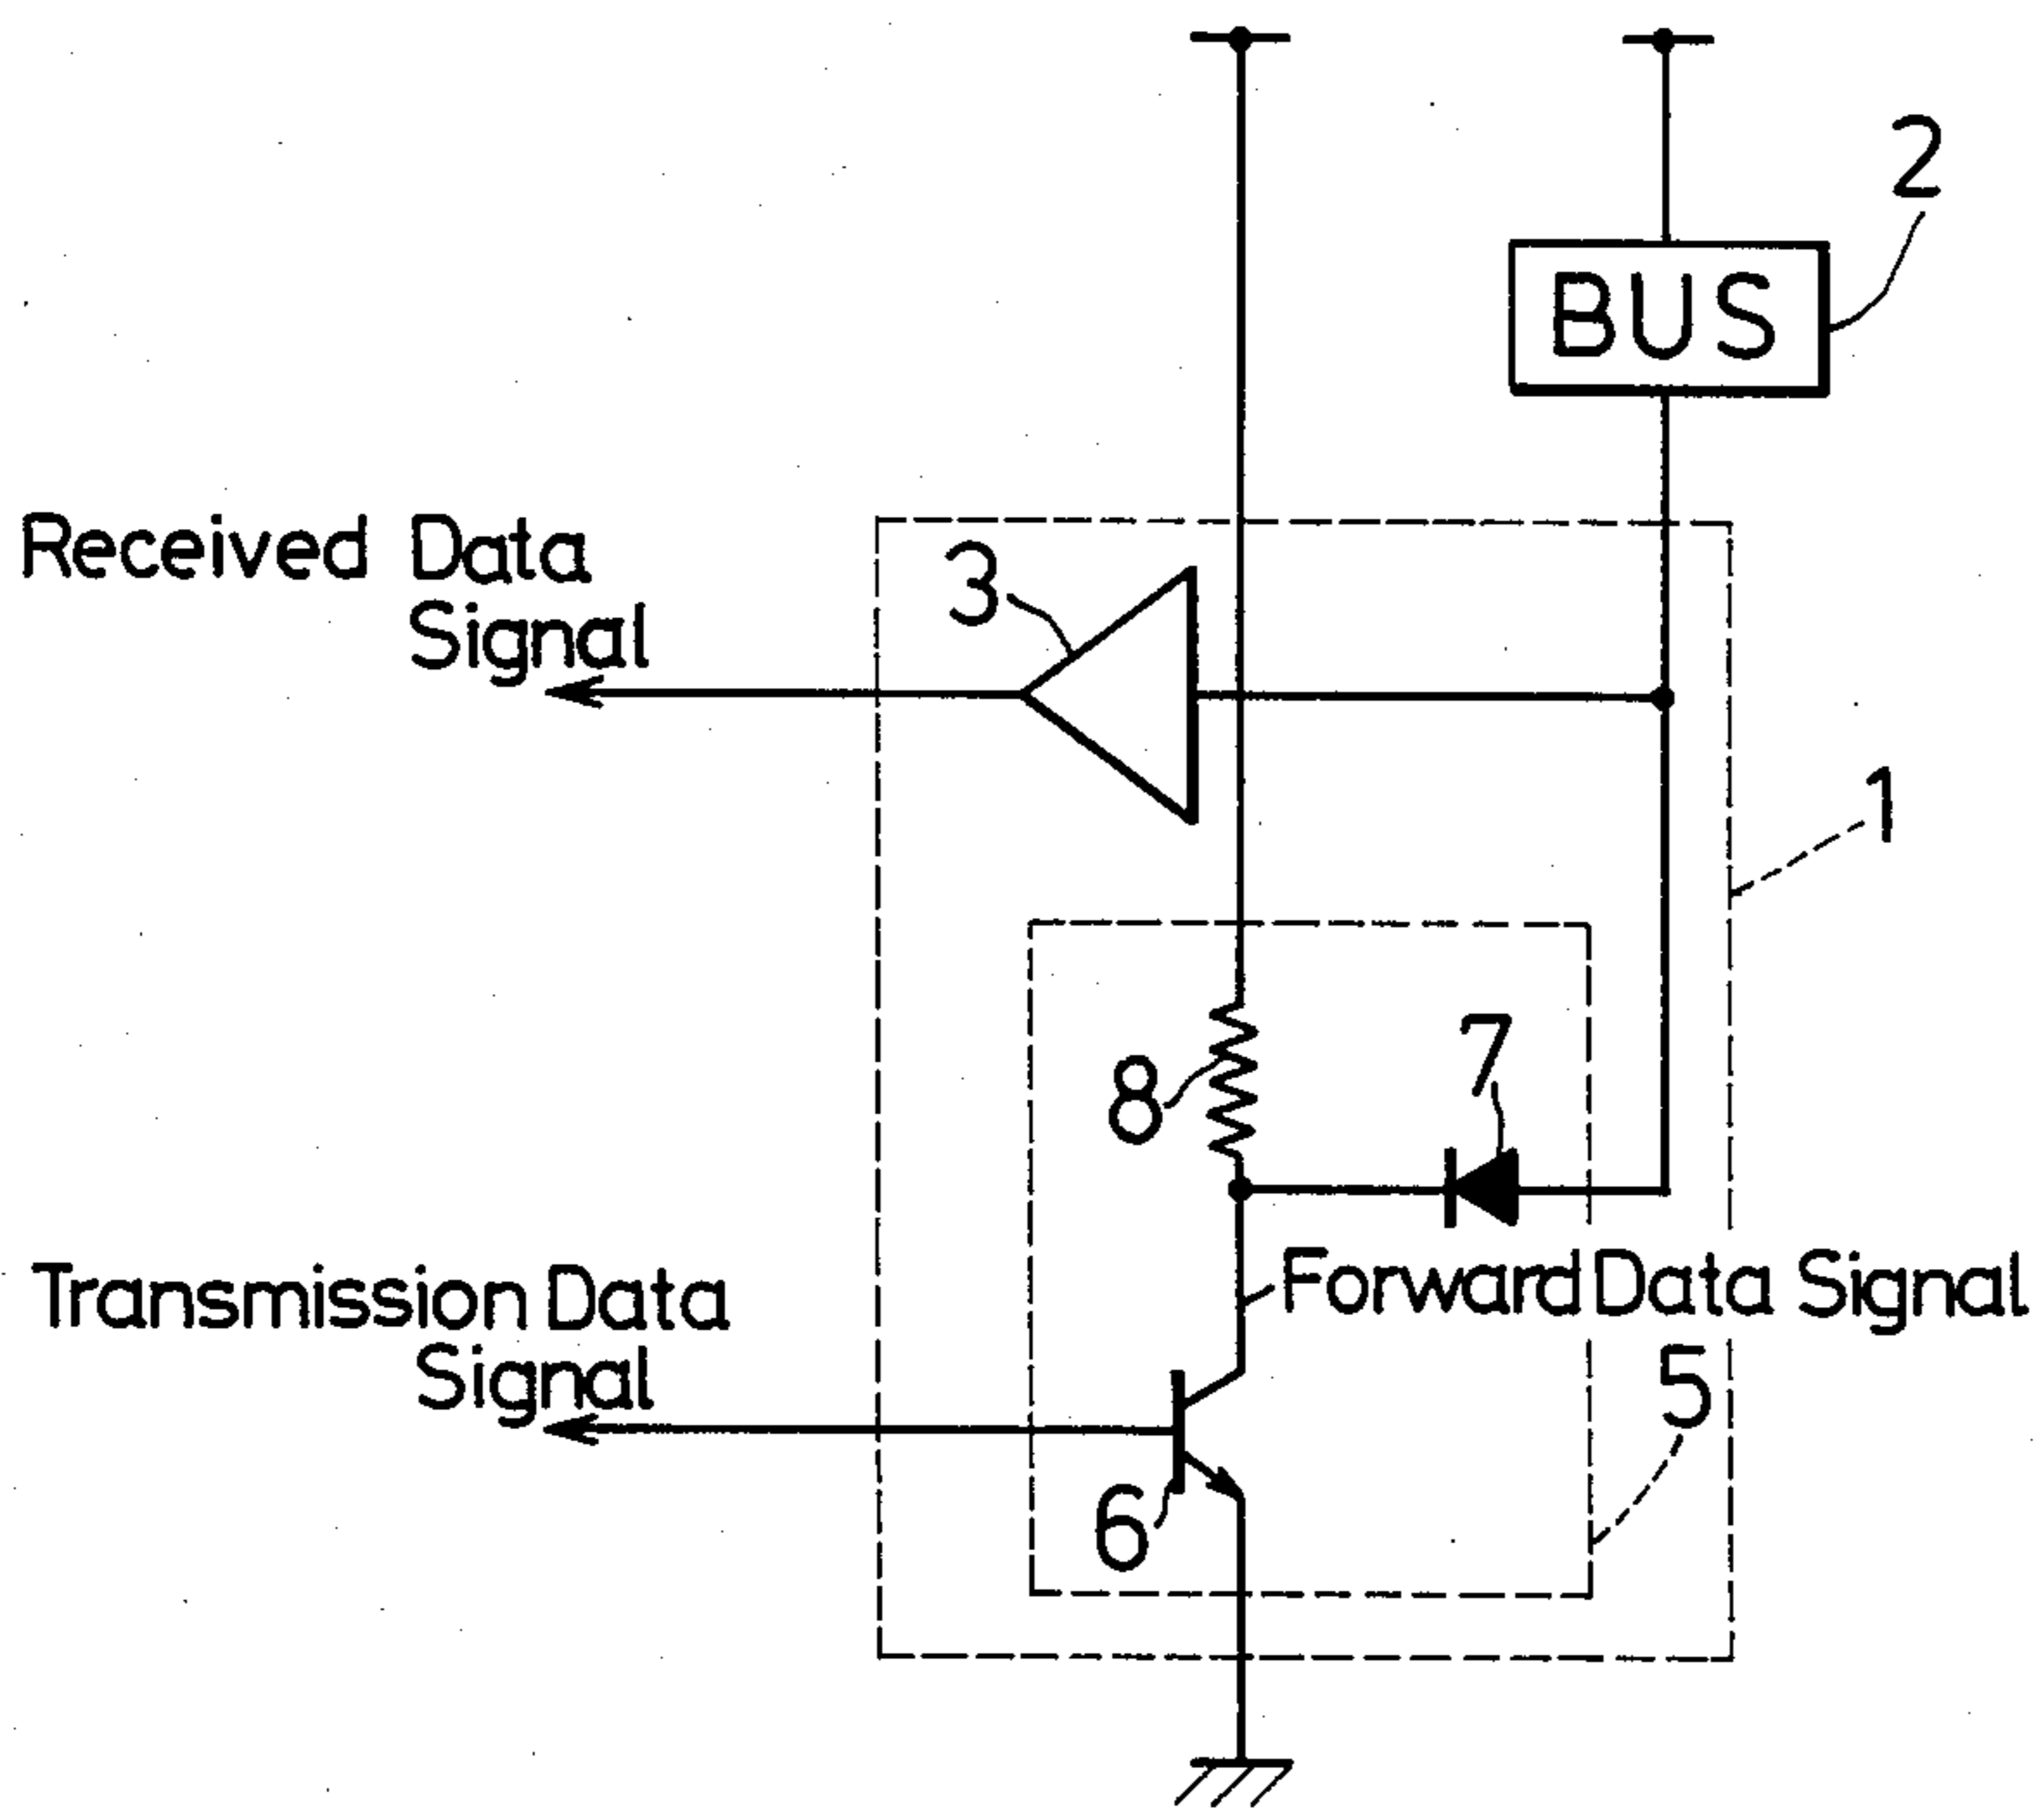 2
BUS
Received Data
Signal
3
1
7
8
Forward Data Signal
Transmission Data
Signal
5
6